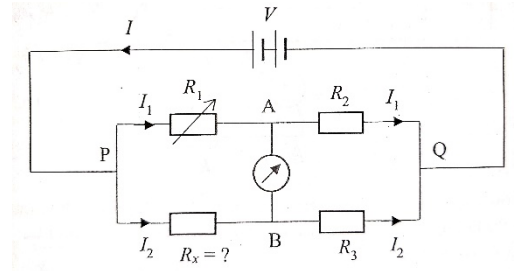 V
I
I₁ R₁ A R₂ I₁
P Q
I₂ Rₓ = ? B R₃ I₂